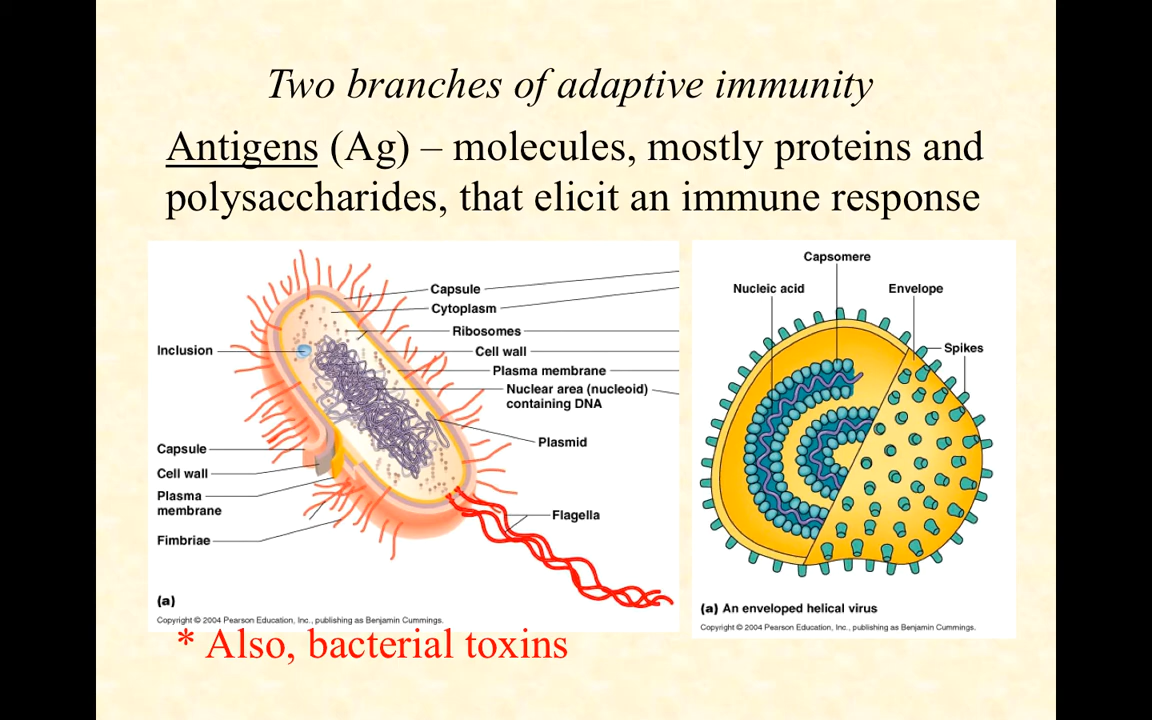 Two branches of adaptive immunity
Antigens (Ag) – molecules, mostly proteins and
polysaccharides, that elicit an immune response
Capsule
Cytoplasm
Ribosomes
Inclusion
Cell wall
Plasma membrane
Nuclear area (nucleoid)
containing DNA
Plasmid
Capsule
Cell wall
Plasma
membrane
Flagella
Fimbriae
(a)
Copyright © 2004 Pearson Education, Inc., publishing as Benjamin Cummings.
Capsomere
Nucleic acid
Envelope
Spikes
(a) An enveloped helical virus
Copyright © 2004 Pearson Education, Inc., publishing as Benjamin Cummings.
* Also, bacterial toxins